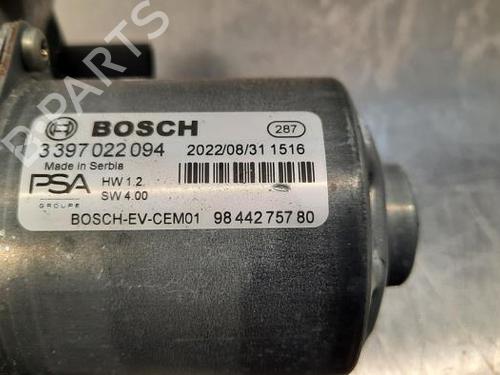 BOSCH 287
3 397 022 094 2022/08/31 1516
Made in Serbia
PSA HW 1.2.
GROUPE SW 4.00
BOSCH-EV-CEM01 98 442 757 80
B-PARTS